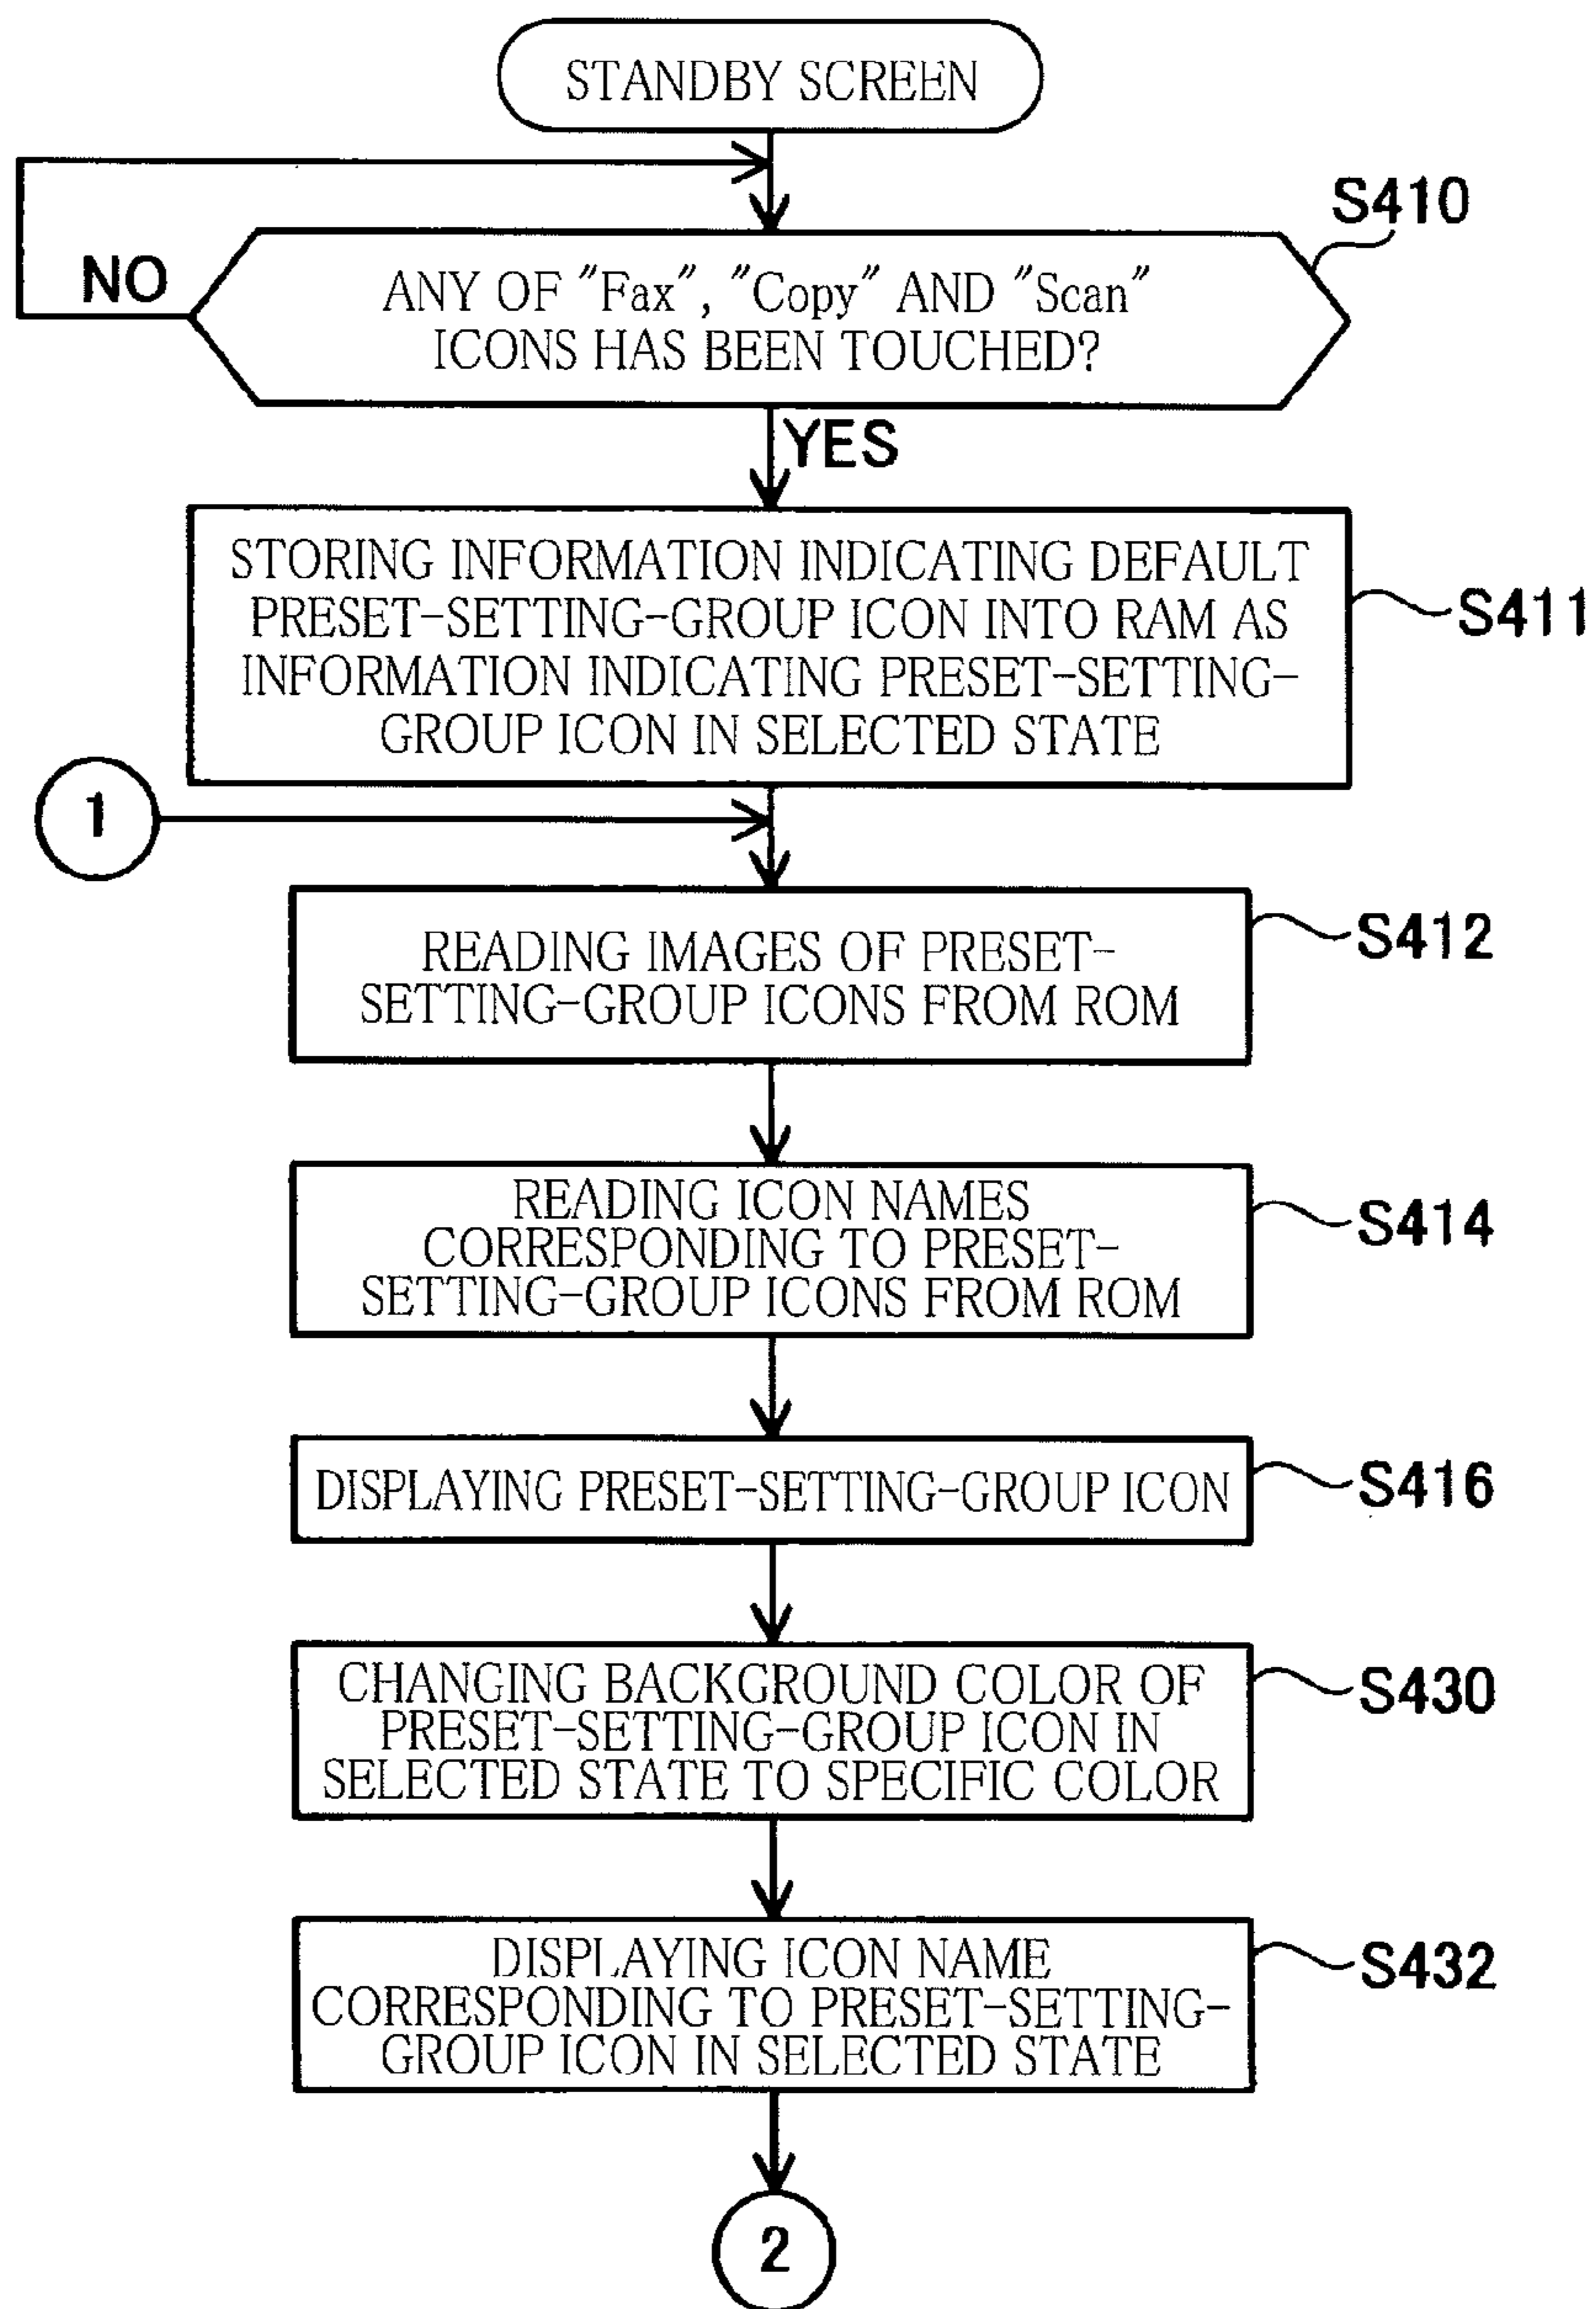 STANDBY SCREEN
S410
NO
ANY OF "Fax", "Copy" AND "Scan"
ICONS HAS BEEN TOUCHED?
YES
STORING INFORMATION INDICATING DEFAULT
PRESET-SETTING-GROUP ICON INTO RAM AS
INFORMATION INDICATING PRESET-SETTING-
GROUP ICON IN SELECTED STATE
S411
1
READING IMAGES OF PRESET-
SETTING-GROUP ICONS FROM ROM
S412
READING ICON NAMES
CORRESPONDING TO PRESET-
SETTING-GROUP ICONS FROM ROM
S414
DISPLAYING PRESET-SETTING-GROUP ICON
S416
CHANGING BACKGROUND COLOR OF
PRESET-SETTING-GROUP ICON IN
SELECTED STATE TO SPECIFIC COLOR
S430
DISPLAYING ICON NAME
CORRESPONDING TO PRESET-SETTING-
GROUP ICON IN SELECTED STATE
S432
2